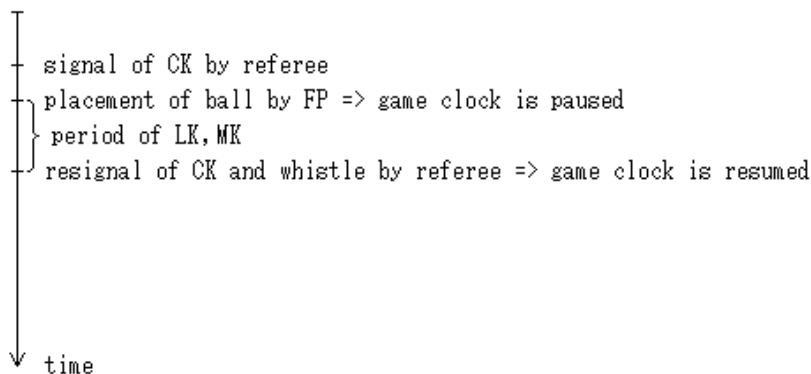 signal of CK by referee
placement of ball by FP => game clock is paused
period of LK,MK
resignal of CK and whistle by referee => game clock is resumed
time